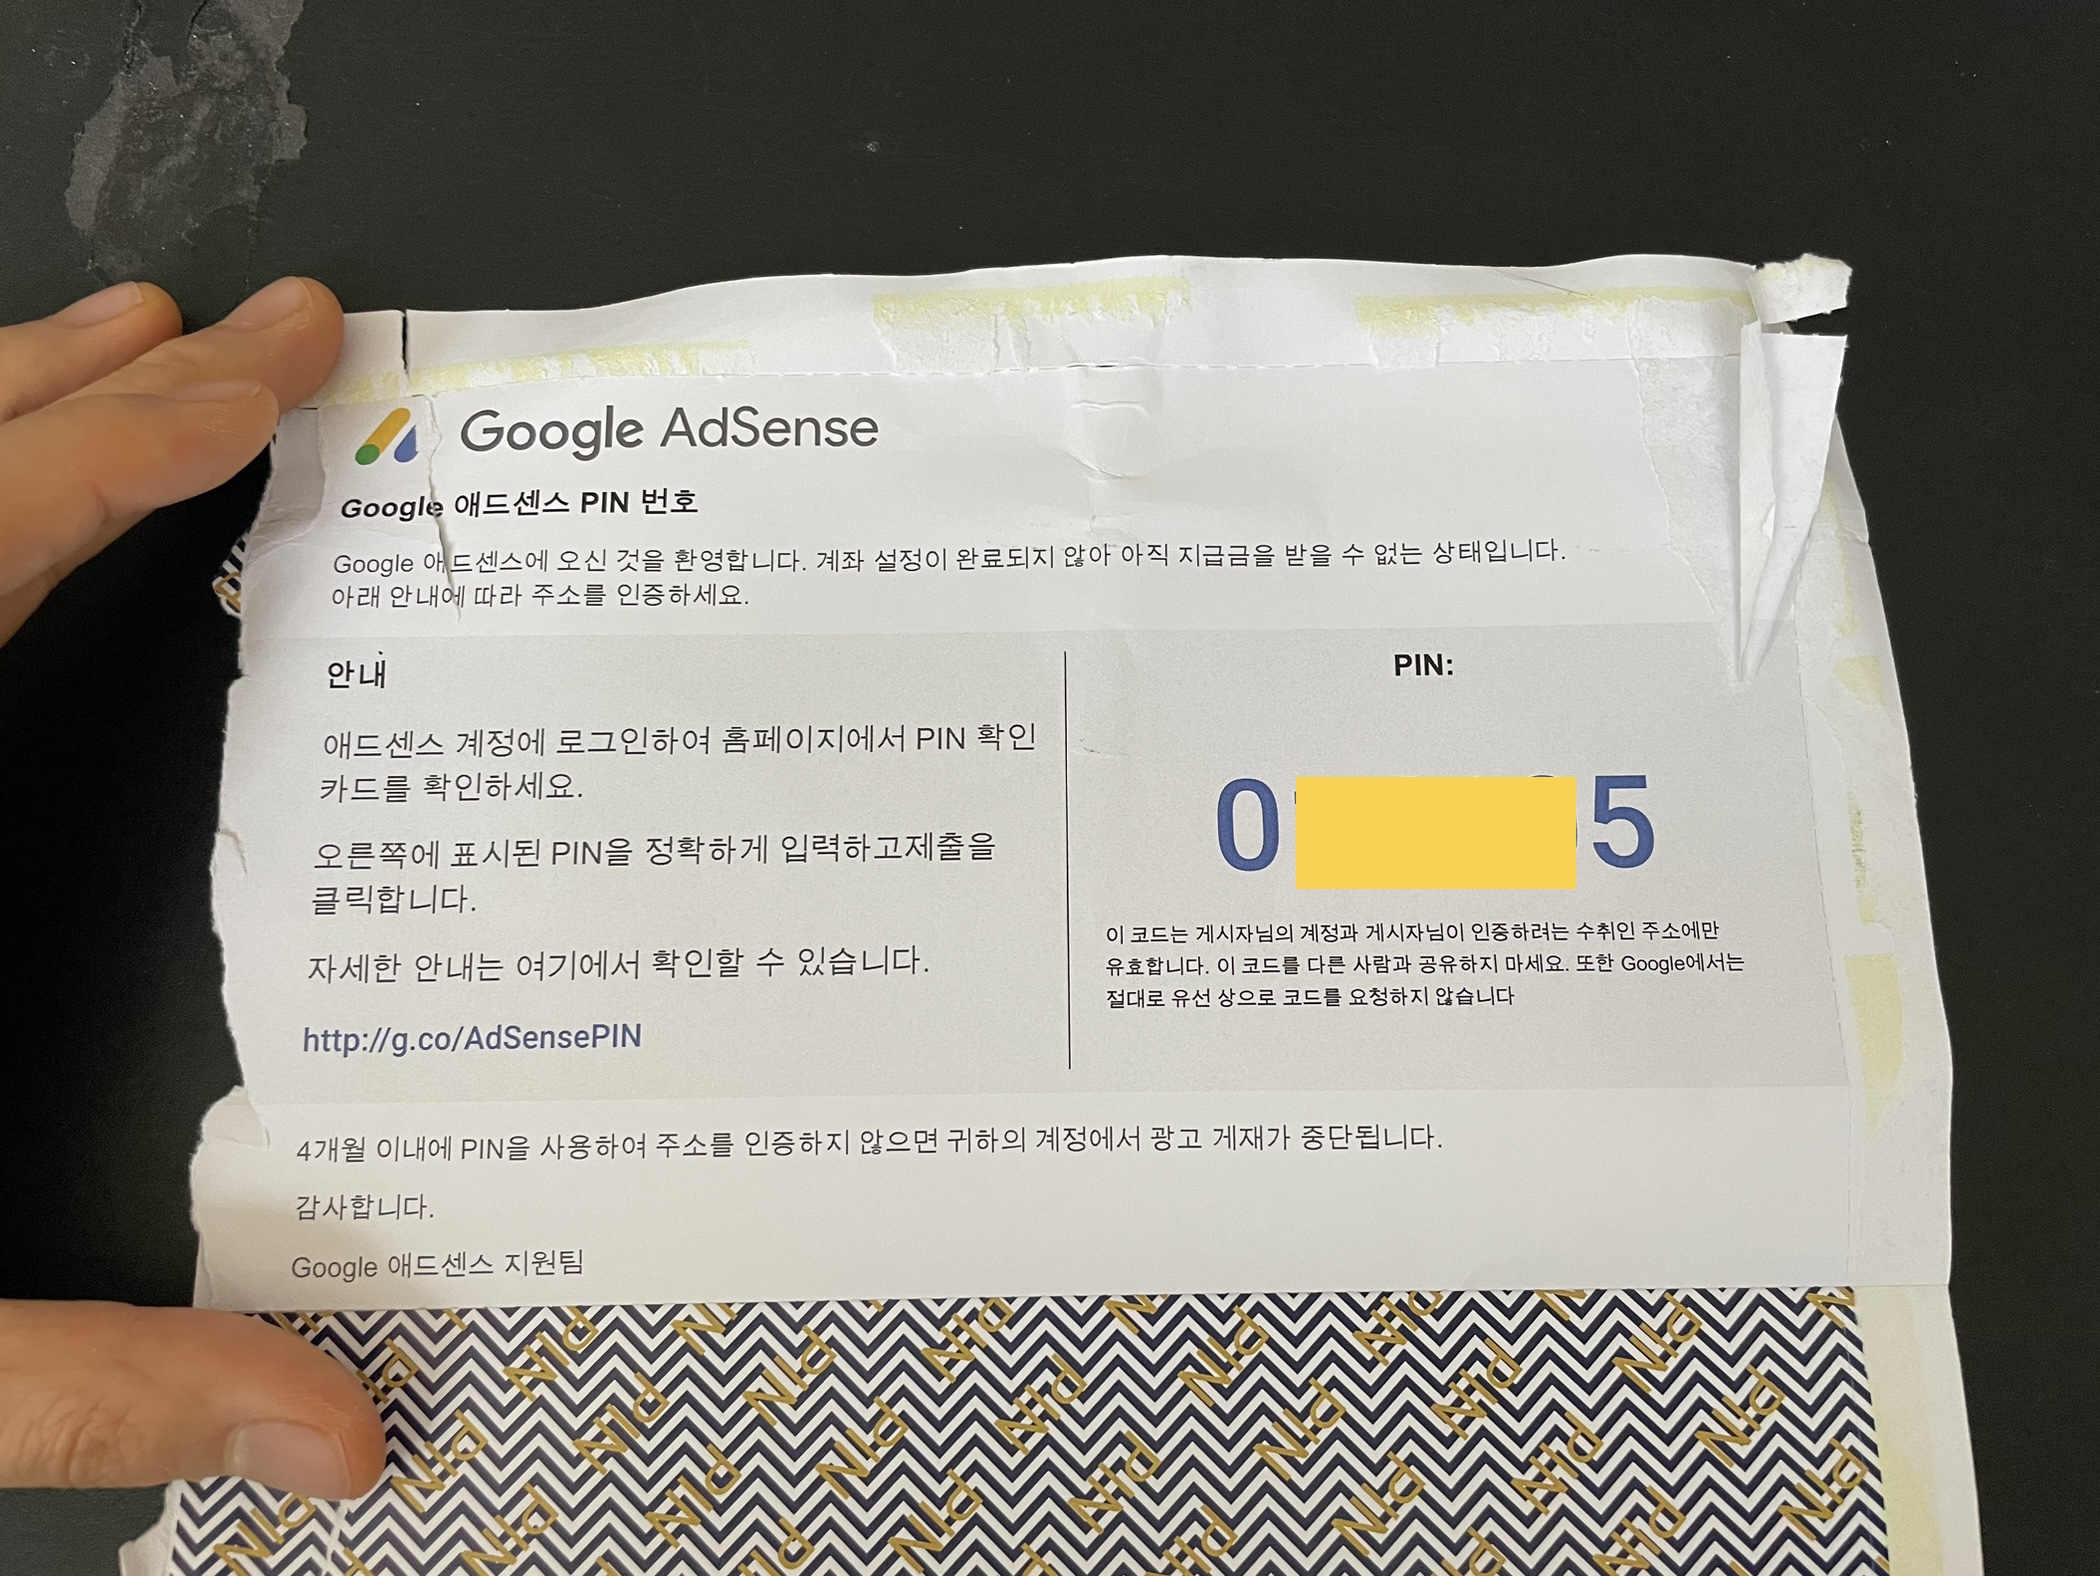 Google AdSense
Google 애드센스 PIN 번호
Google 애드센스에 오신 것을 환영합니다. 계좌 설정이 완료되지 않아 아직 지급금을 받을 수 없는 상태입니다.
아래 안내에 따라 주소를 인증하세요.
안내
애드센스 계정에 로그인하여 홈페이지에서 PIN 확인
카드를 확인하세요.
오른쪽에 표시된 PIN을 정확하게 입력하고제출을
클릭합니다.
자세한 안내는 여기에서 확인할 수 있습니다.
http://g.co/AdSensePIN
PIN:
0 5
이 코드는 게시자님의 계정과 게시자님이 인증하려는 수취인 주소에만
유효합니다. 이 코드를 다른 사람과 공유하지 마세요. 또한 Google에서는
절대로 유선 상으로 코드를 요청하지 않습니다
4개월 이내에 PIN을 사용하여 주소를 인증하지 않으면 귀하의 계정에서 광고 게재가 중단됩니다.
감사합니다.
Google 애드센스 지원팀
PIN PIN PIN PIN PIN PIN PIN